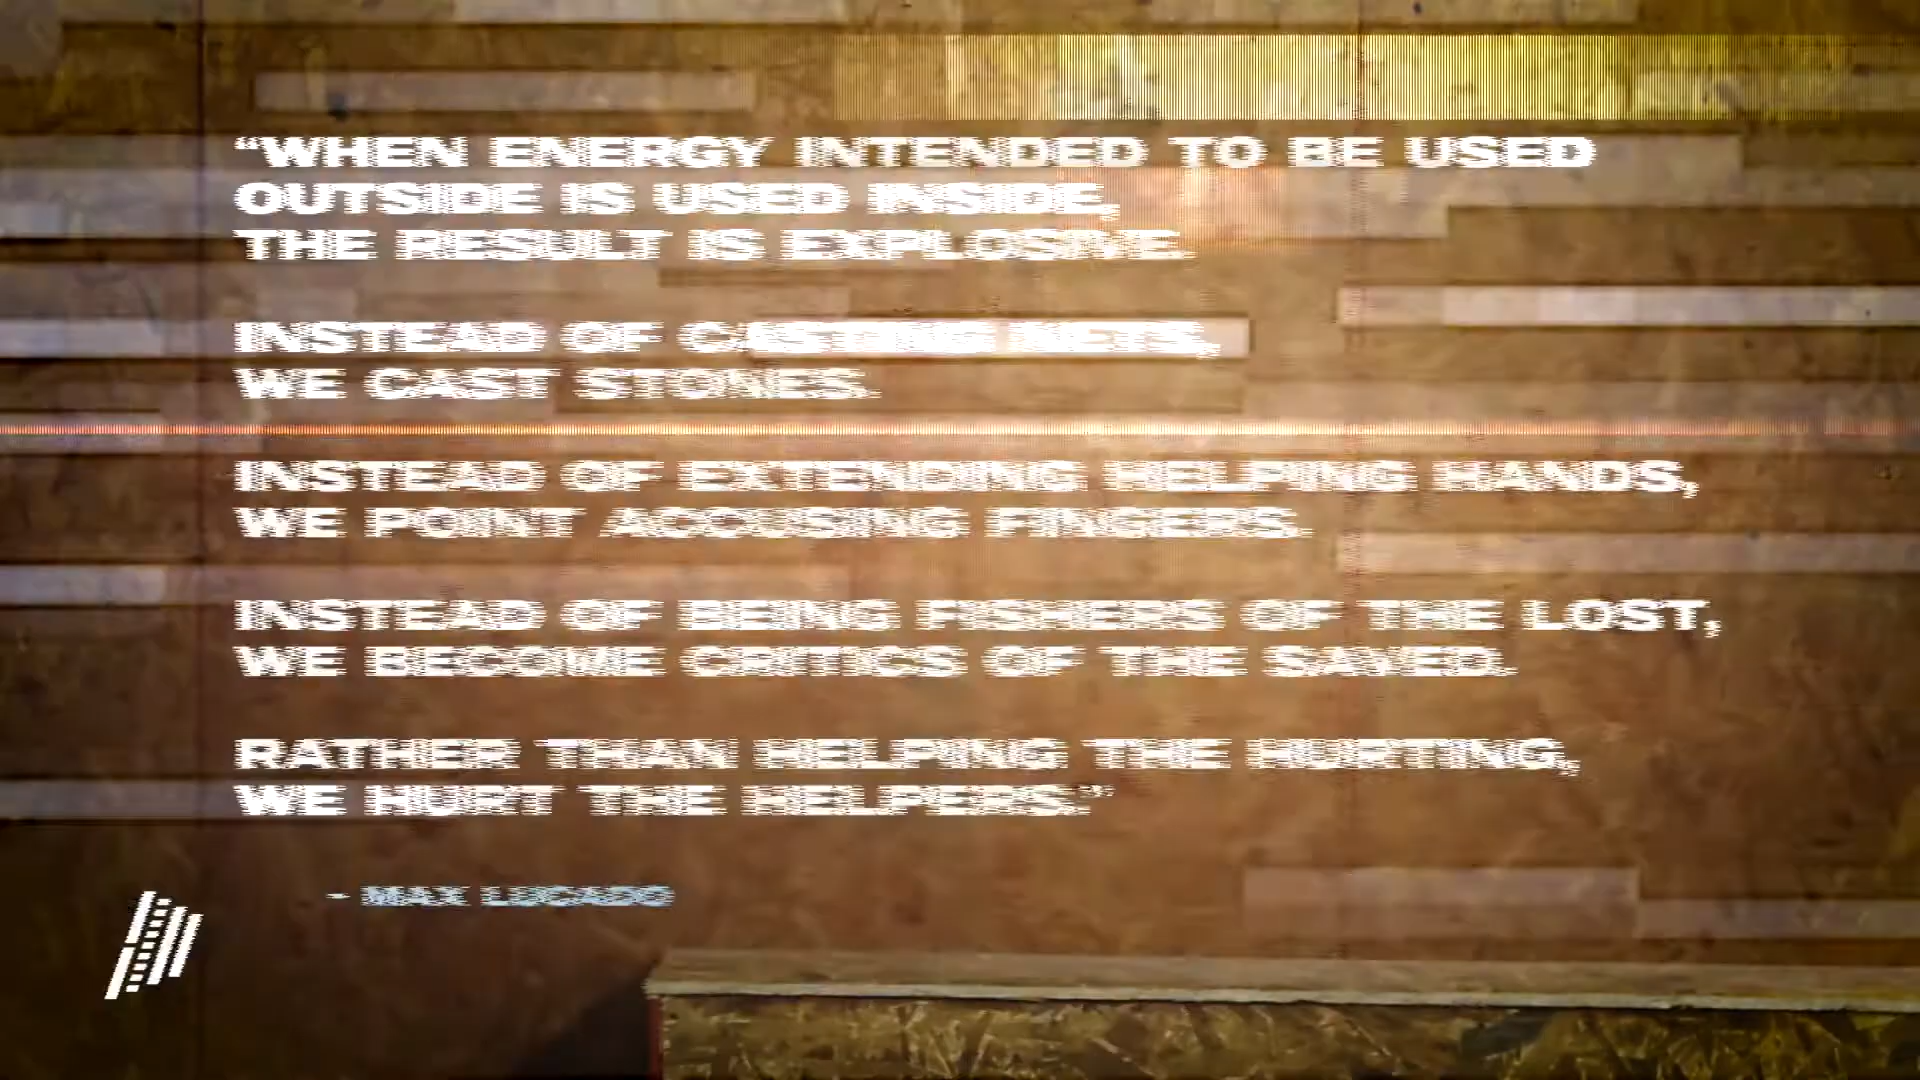 “WHEN ENERGY INTENDED TO BE USED
OUTSIDE IS USED INSIDE,
THE RESULT IS EXPLOSIVE.
INSTEAD OF CASTING NETS,
WE CAST STONES.
INSTEAD OF EXTENDING HELPING HANDS,
WE POINT ACCUSING FINGERS.
INSTEAD OF BEING FISHERS OF THE LOST,
WE BECOME CRITICS OF THE SAVED.
RATHER THAN HELPING THE HURTING,
WE HURT THE HELPERS.”
- MAX LUCADO